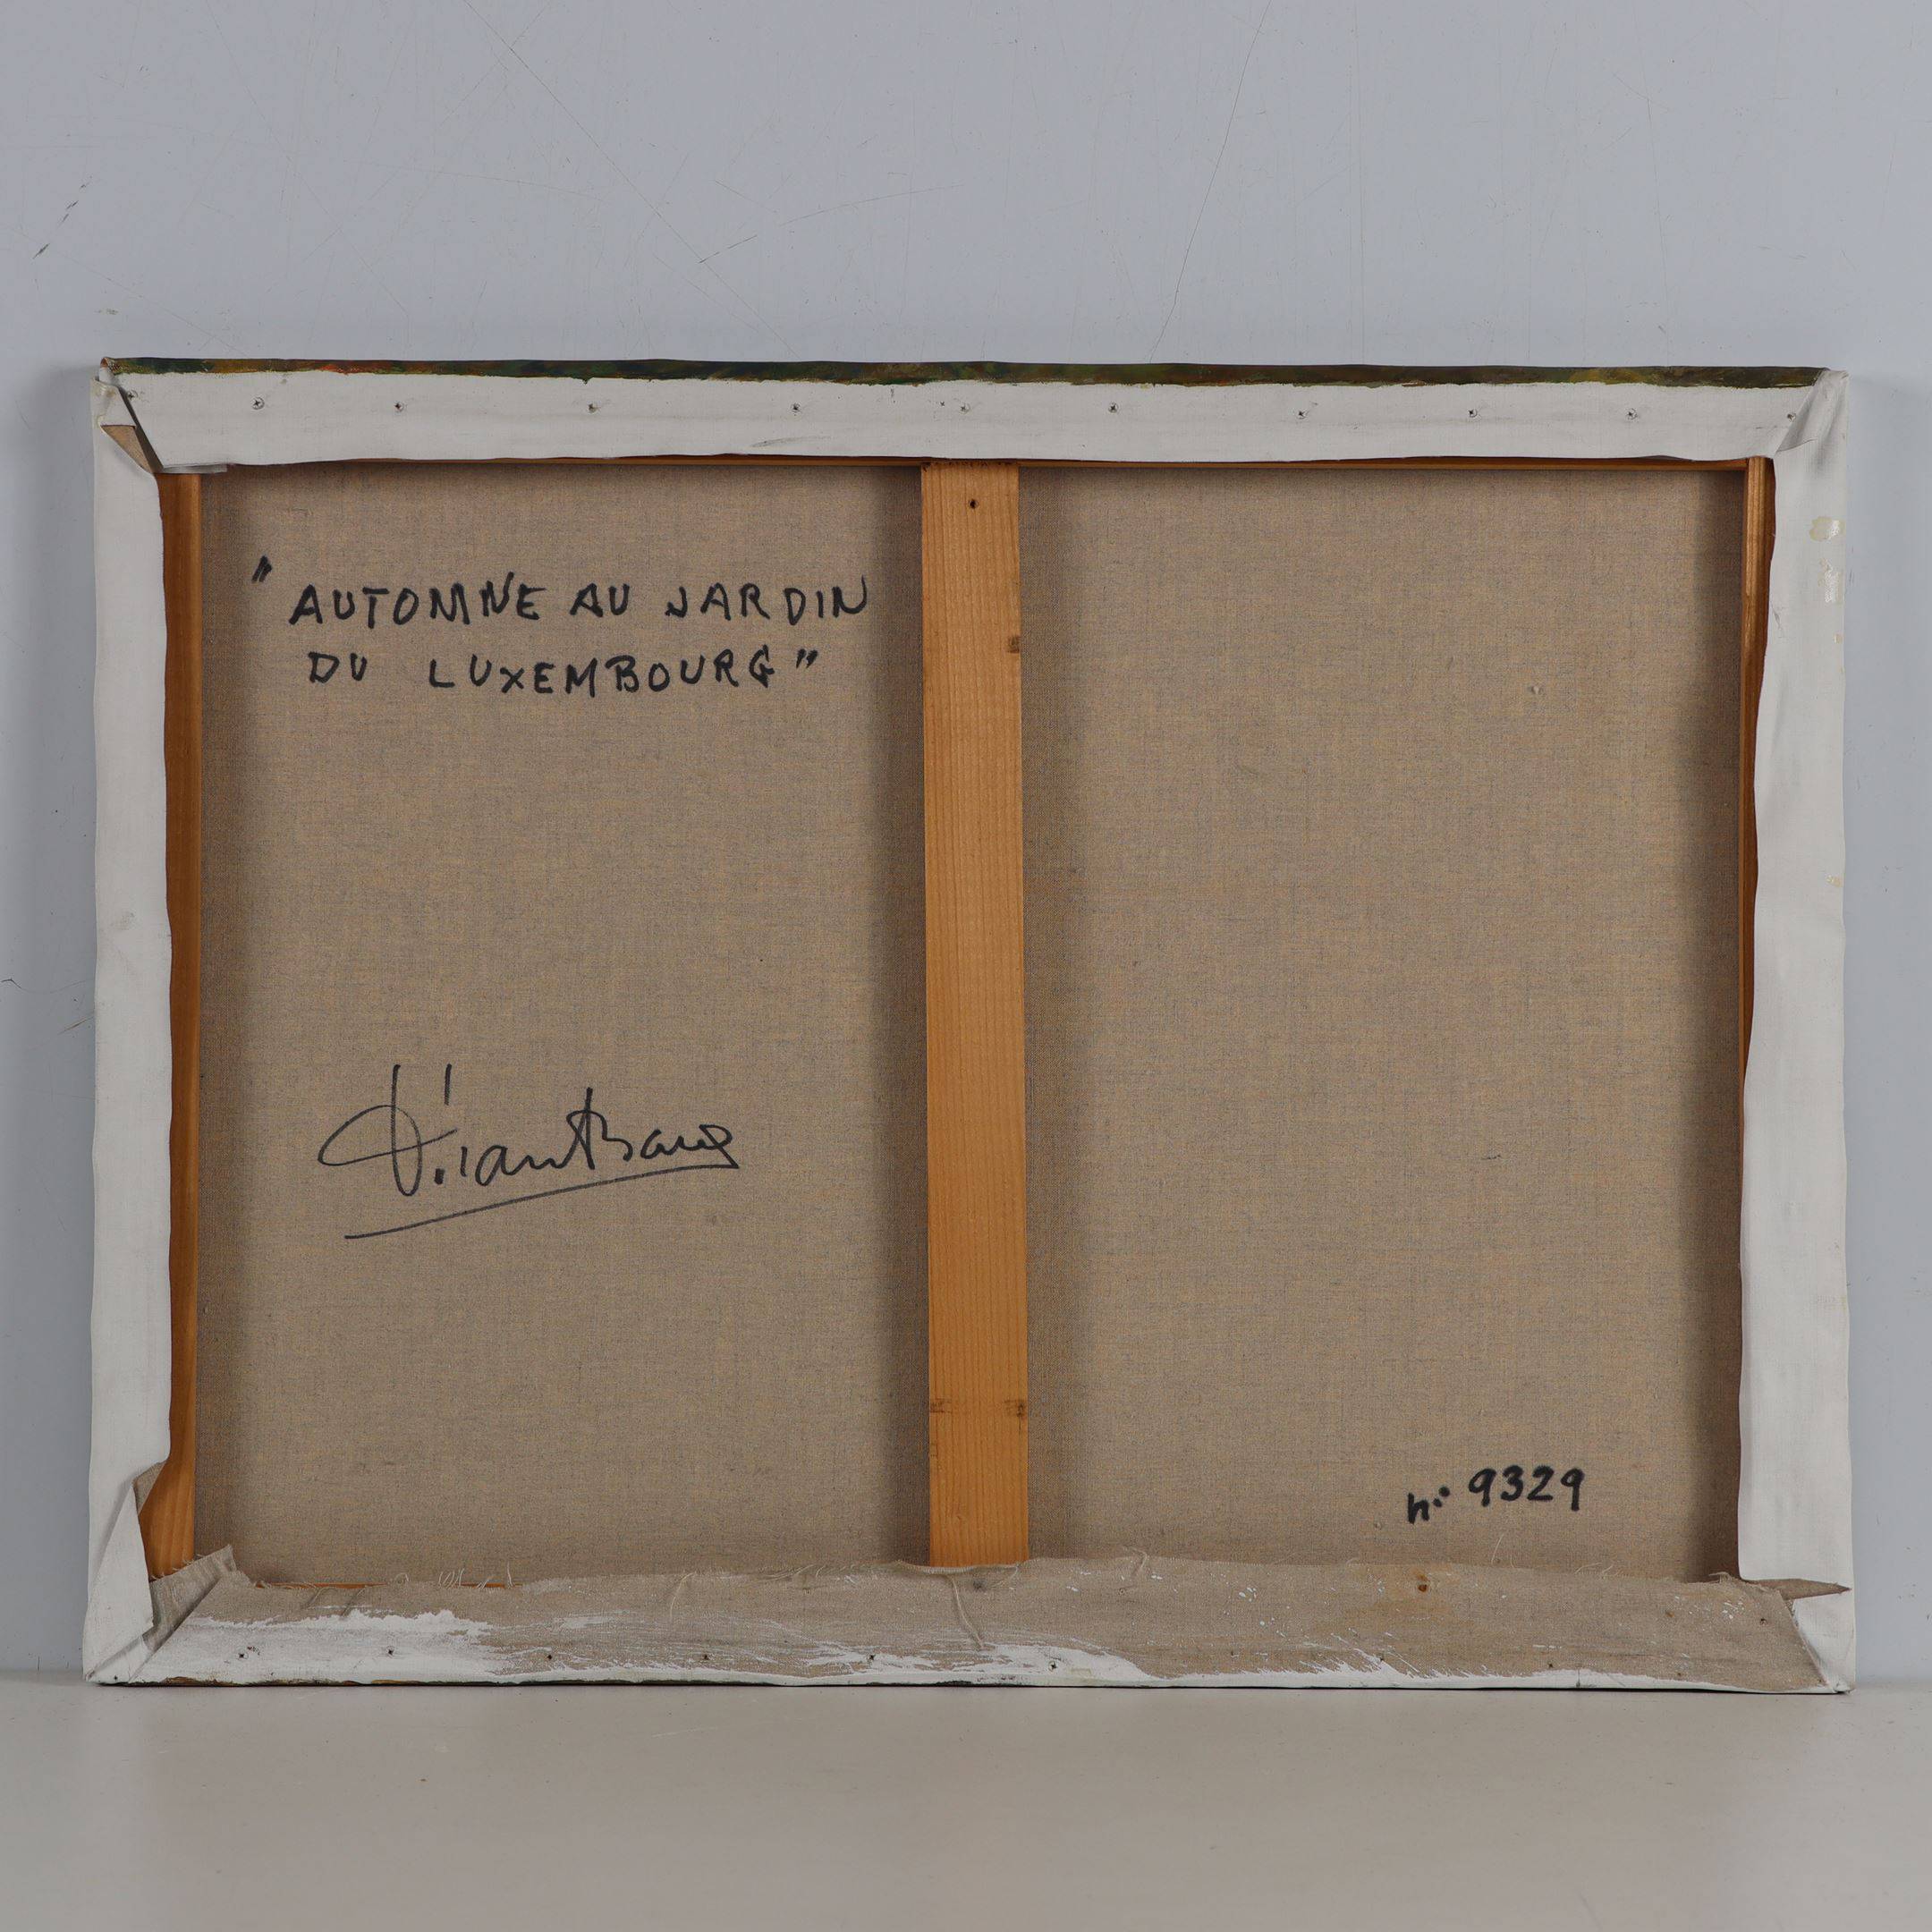 "AUTOMNE AU JARDIN
DU LUXEMBOURG"
n° 9329